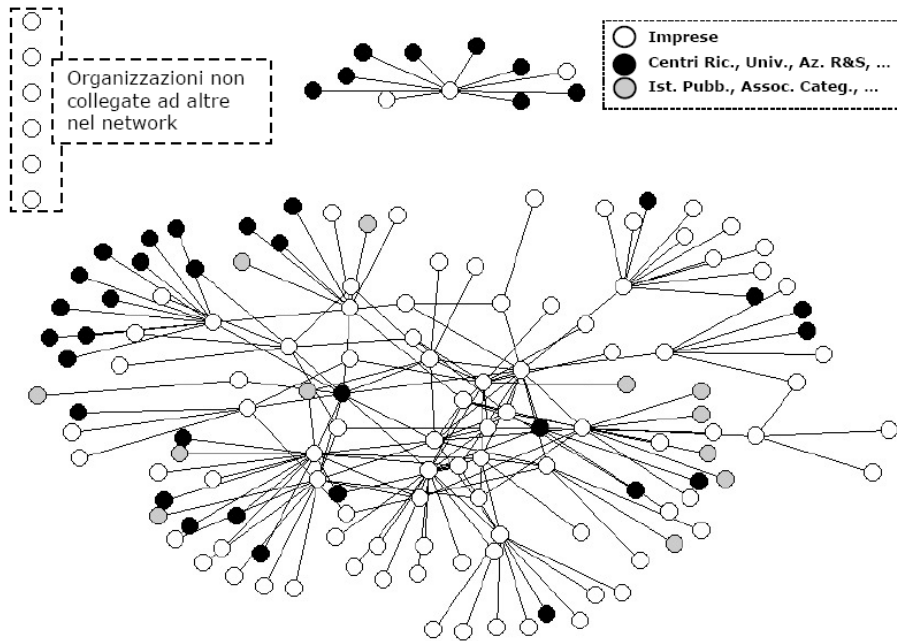 Organizzazioni non
collegate ad altre
nel network
Imprese
Centri Ric., Univ., Az. R&S, ...
Ist. Pubb., Assoc. Categ., ...